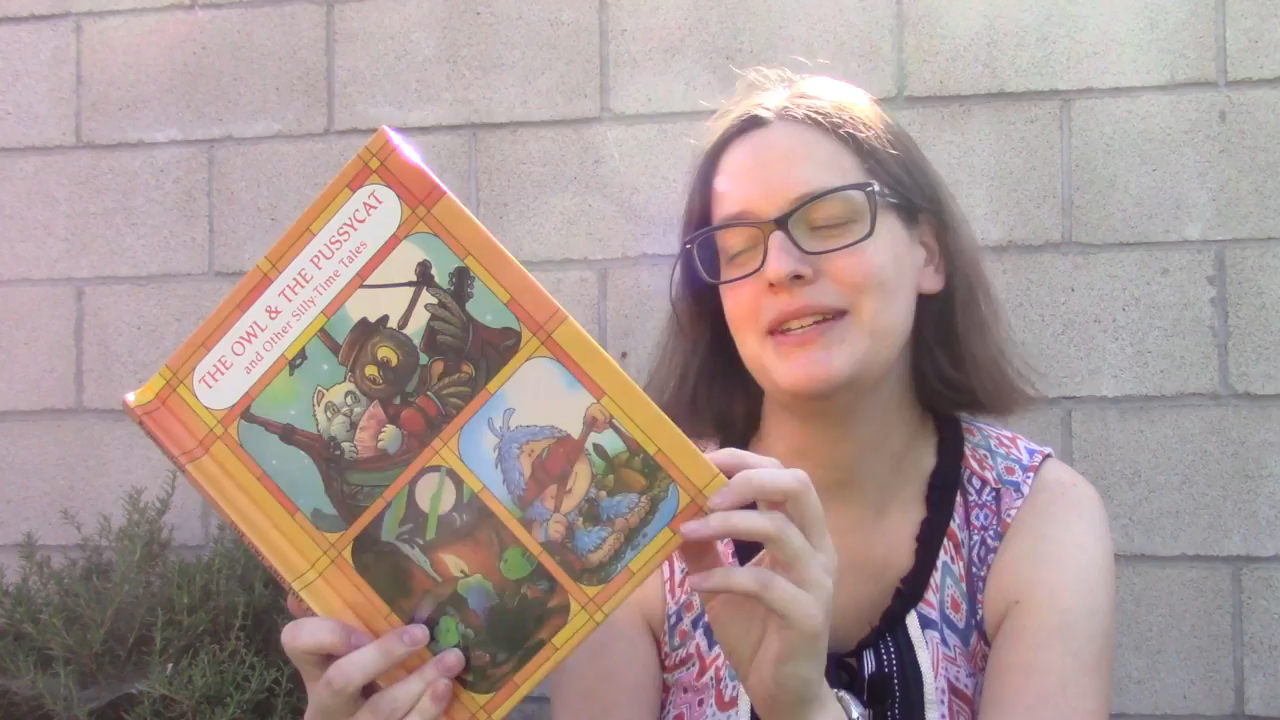 THE OWL & THE PUSSYCAT
and Other Silly-Time Tales